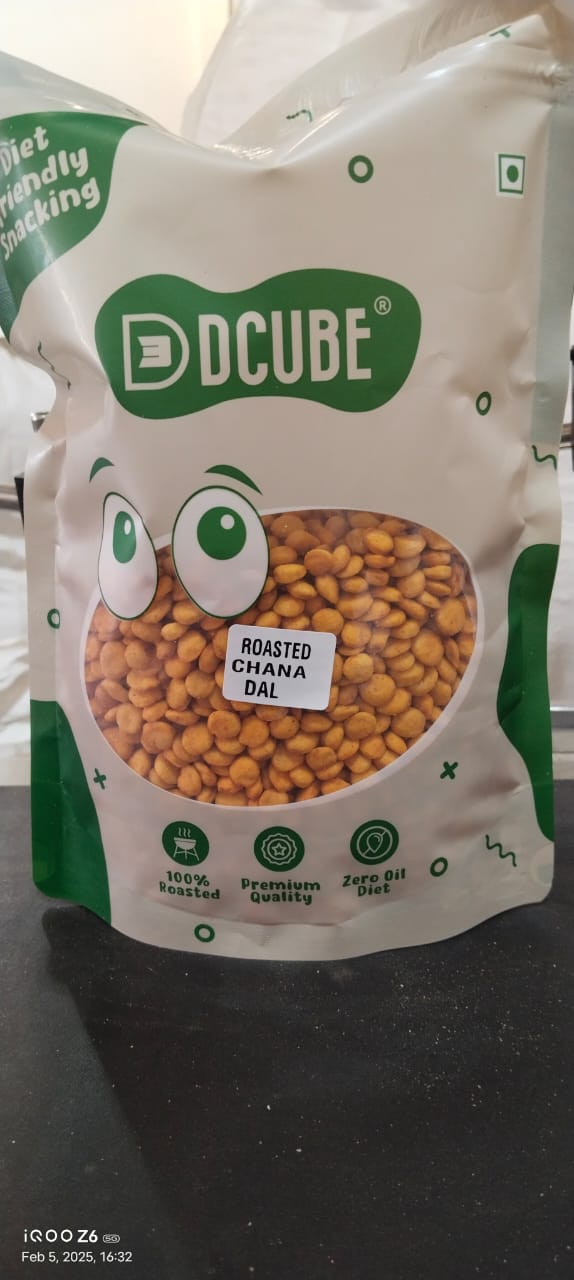 Diet
Friendly
Snacking
DCUBE®
ROASTED
CHANA
DAL
100%
Roasted
Premium
Quality
Zero Oil
Diet
iQOO Z6 5G
Feb 5, 2025, 16:32